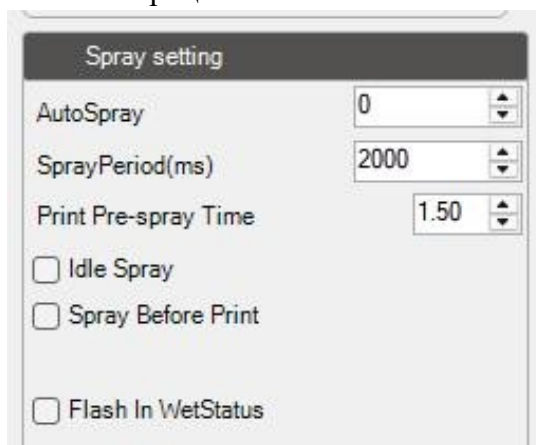 Spray setting
AutoSpray 0
SprayPeriod(ms) 2000
Print Pre-spray Time 1.50
Idle Spray
Spray Before Print
Flash In WetStatus